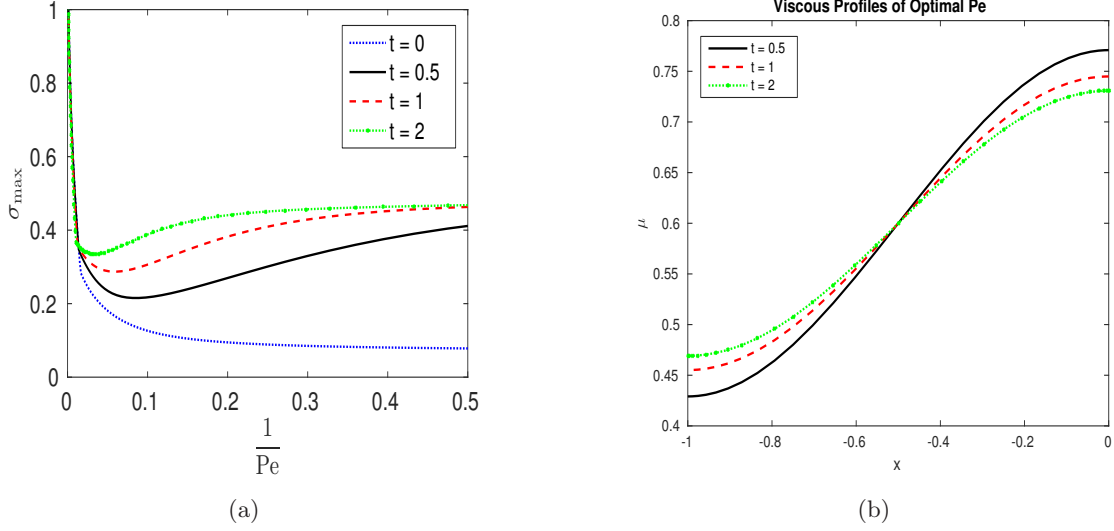 1
0.8
0.6
0.4
0.2
0
σmax
0 0.1 0.2 0.3 0.4 0.5
1
Pe
t = 0
t = 0.5
t = 1
t = 2
(a)
Viscous Profiles of Optimal Pe
0.8
0.75
0.7
0.65
0.6
0.55
0.5
0.45
0.4
μ
-1 -0.8 -0.6 -0.4 -0.2 0
x
t = 0.5
t = 1
t = 2
(b)